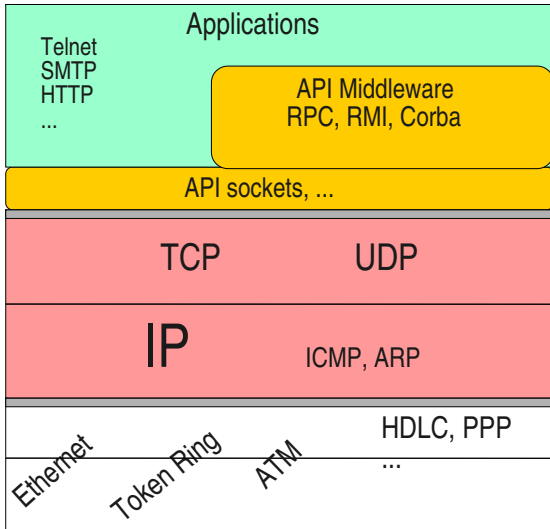 Applications
Telnet
SMTP
HTTP
...
API Middleware
RPC, RMI, Corba
API sockets, ...
TCP
UDP
IP
ICMP, ARP
HDLC, PPP
...
Ethernet
Token Ring
ATM